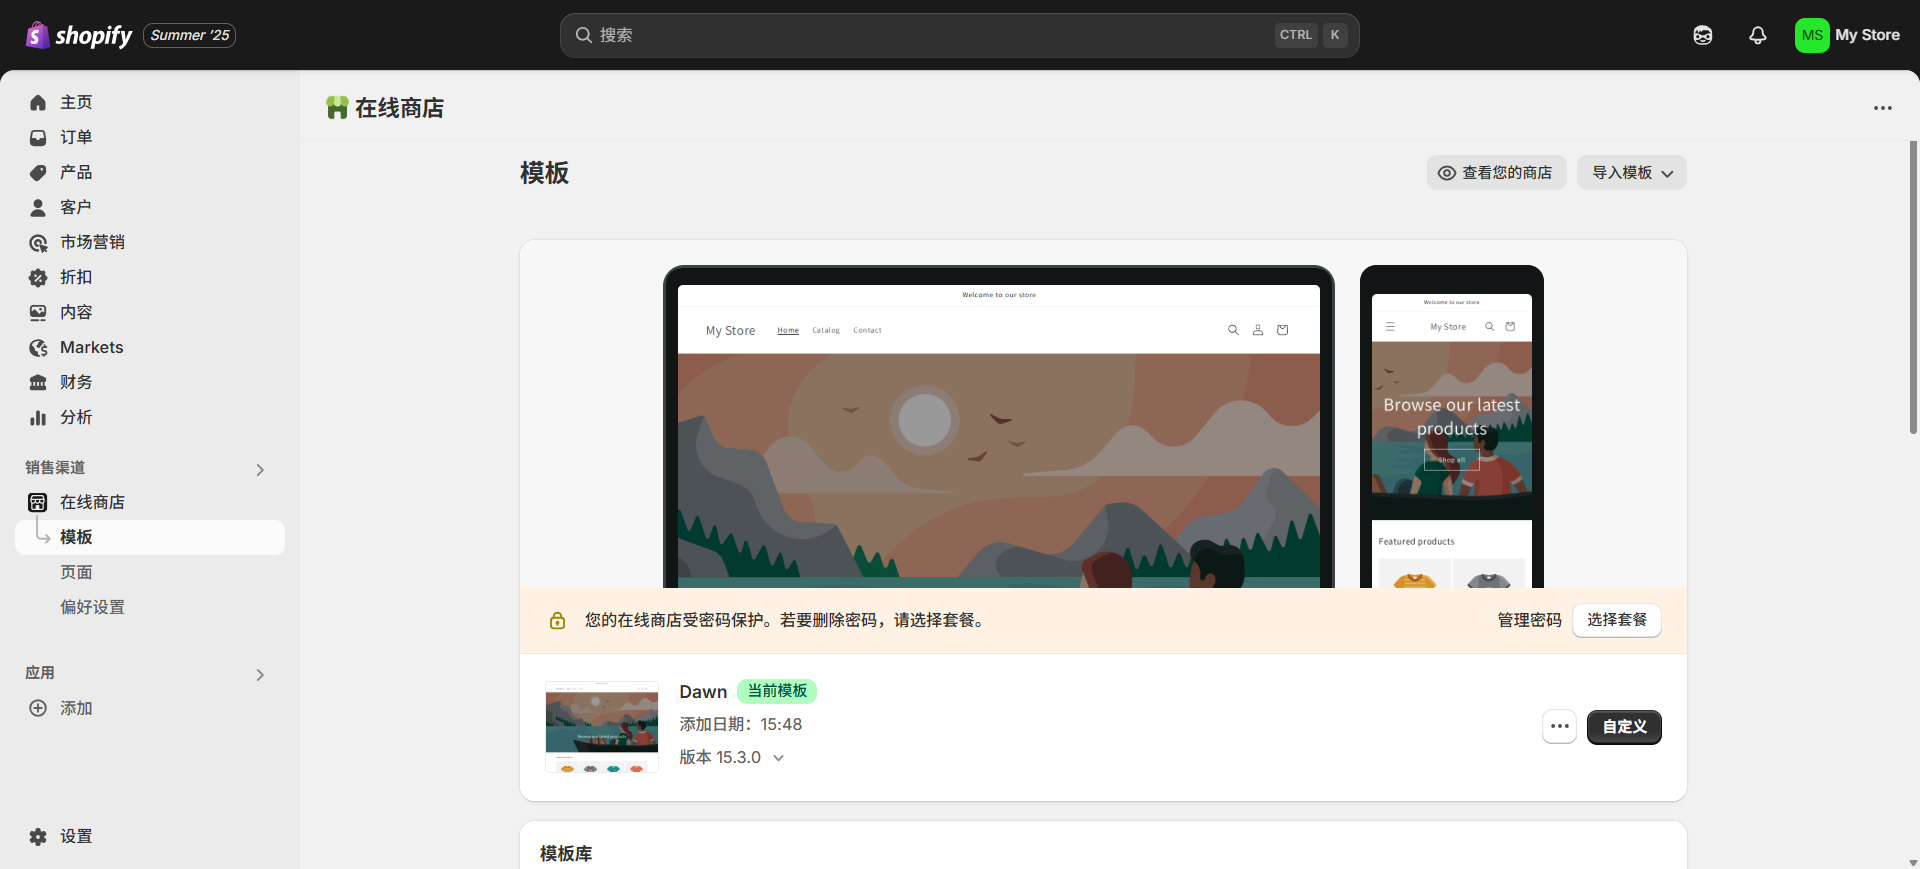 shopify
Summer '25
搜索
CTRL K
MS
My Store
主页
订单
产品
客户
市场营销
折扣
内容
Markets
财务
分析
销售渠道
在线商店
模板
页面
偏好设置
应用
添加
设置
在线商店
模板
查看您的商店
导入模板
Welcome to our store
My Store Home Catalog Contact
Welcome to our store
My Store
Browse our latest
products
Shop all
Featured products
您的在线商店受密码保护。若要删除密码，请选择套餐。
管理密码
选择套餐
Browse our latest products
Dawn 当前模板
添加日期：15:48
版本 15.3.0
自定义
模板库